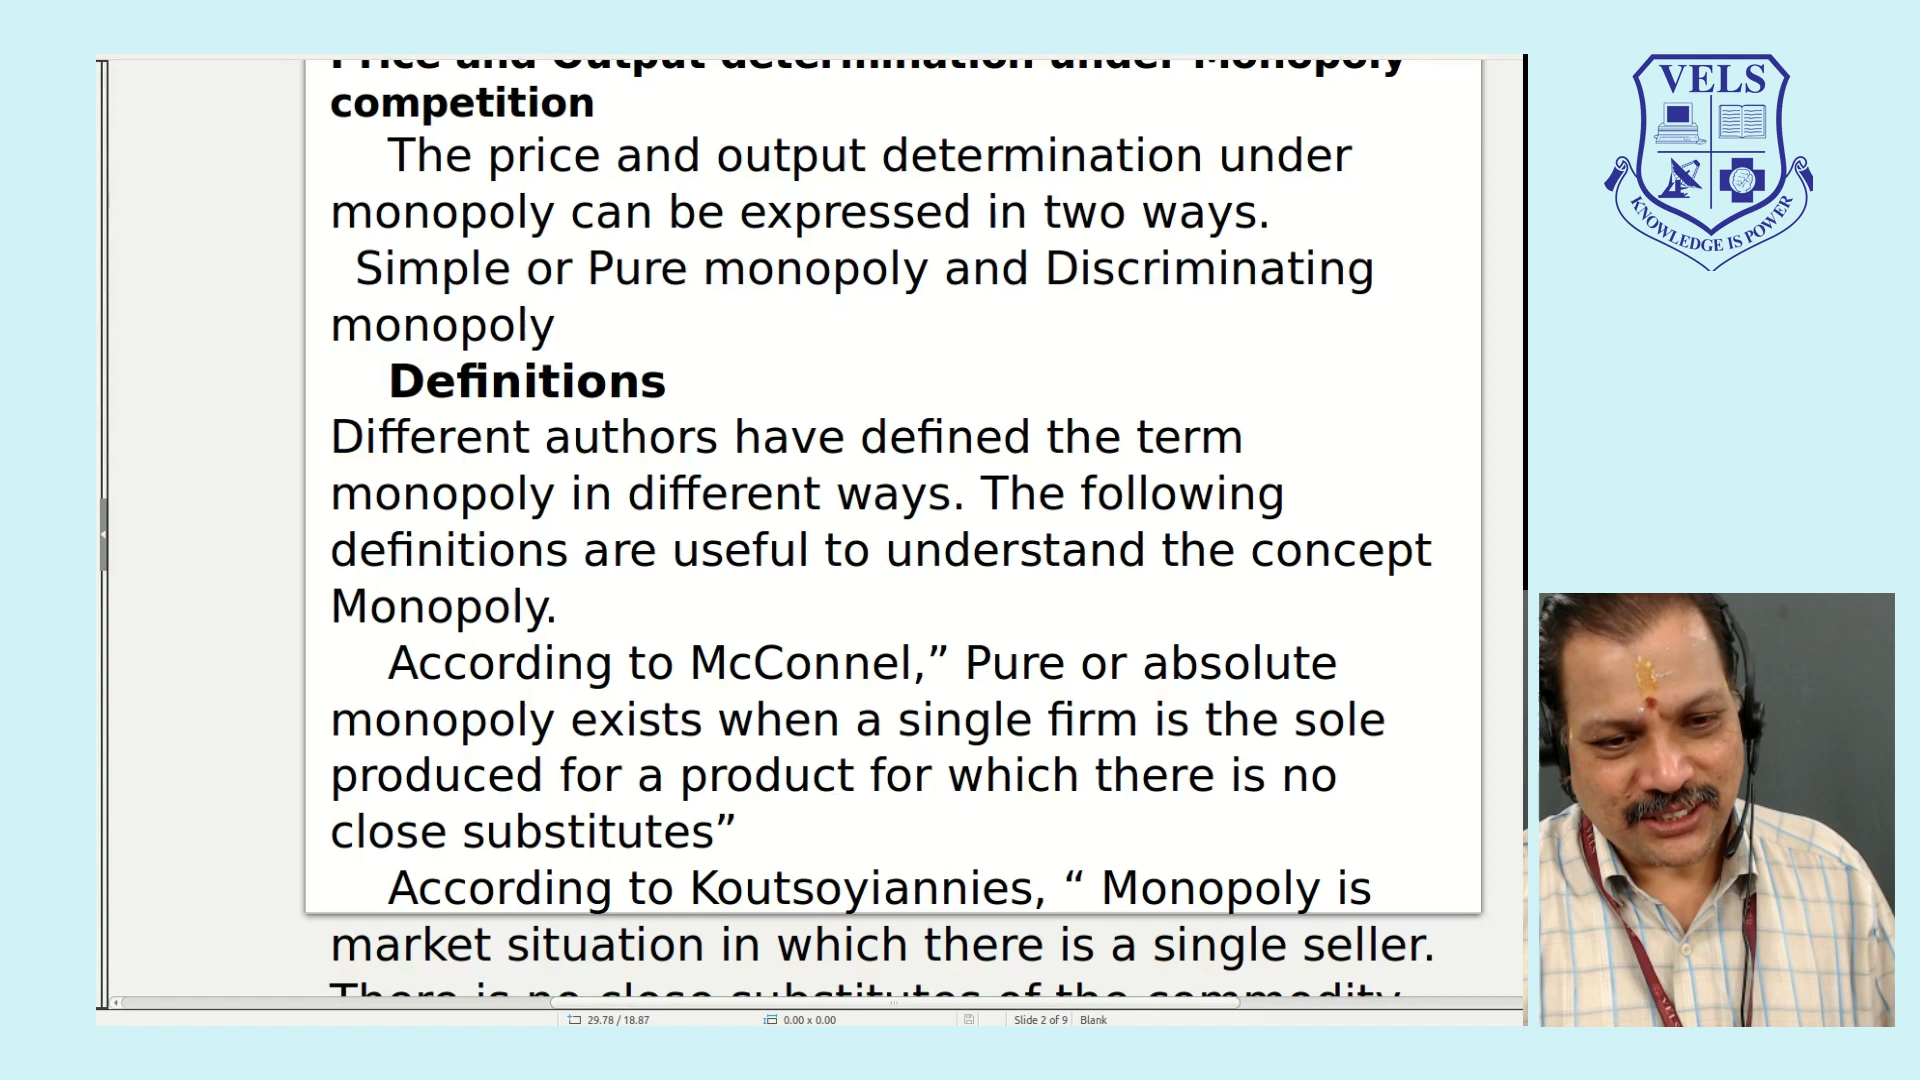 Price and Output determination under Monopoly
competition
The price and output determination under
monopoly can be expressed in two ways.
Simple or Pure monopoly and Discriminating
monopoly
Definitions
Different authors have defined the term
monopoly in different ways. The following
definitions are useful to understand the concept
Monopoly.
According to McConnel,” Pure or absolute
monopoly exists when a single firm is the sole
produced for a product for which there is no
close substitutes”
According to Koutsoyiannies, “ Monopoly is
market situation in which there is a single seller.
There is no close substitutes of the commodity
29.78 / 18.87
0.00 x 0.00
Slide 2 of 9
Blank
VELS
KNOWLEDGE IS POWER
VELS